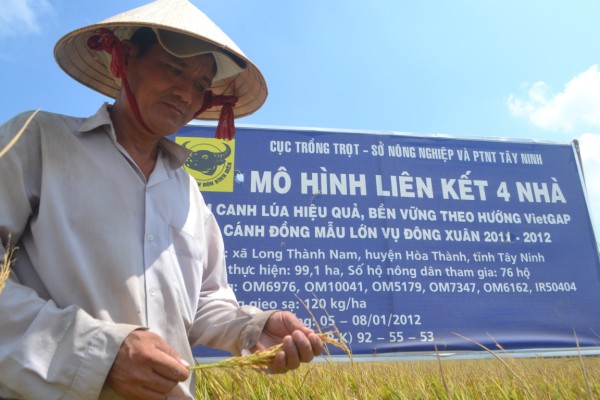 CỤC TRỒNG TRỌT – SỞ NÔNG NGHIỆP VÀ PTNT TÂY NINH
MÔ HÌNH LIÊN KẾT 4 NHÀ
CANH LÚA HIỆU QUẢ, BỀN VỮNG THEO HƯỚNG VietGAP
CÁNH ĐỒNG MẪU LỚN VỤ ĐÔNG XUÂN 2011 - 2012
: xã Long Thành Nam, huyện Hòa Thành, tỉnh Tây Ninh
thực hiện: 99,1 ha, Số hộ nông dân tham gia: 76 hộ
OM6976, OM10041, OM5179, OM7347, OM6162, IR50404
gieo sạ: 120 kg/ha
05 – 08/01/2012
K) 92 – 55 – 53